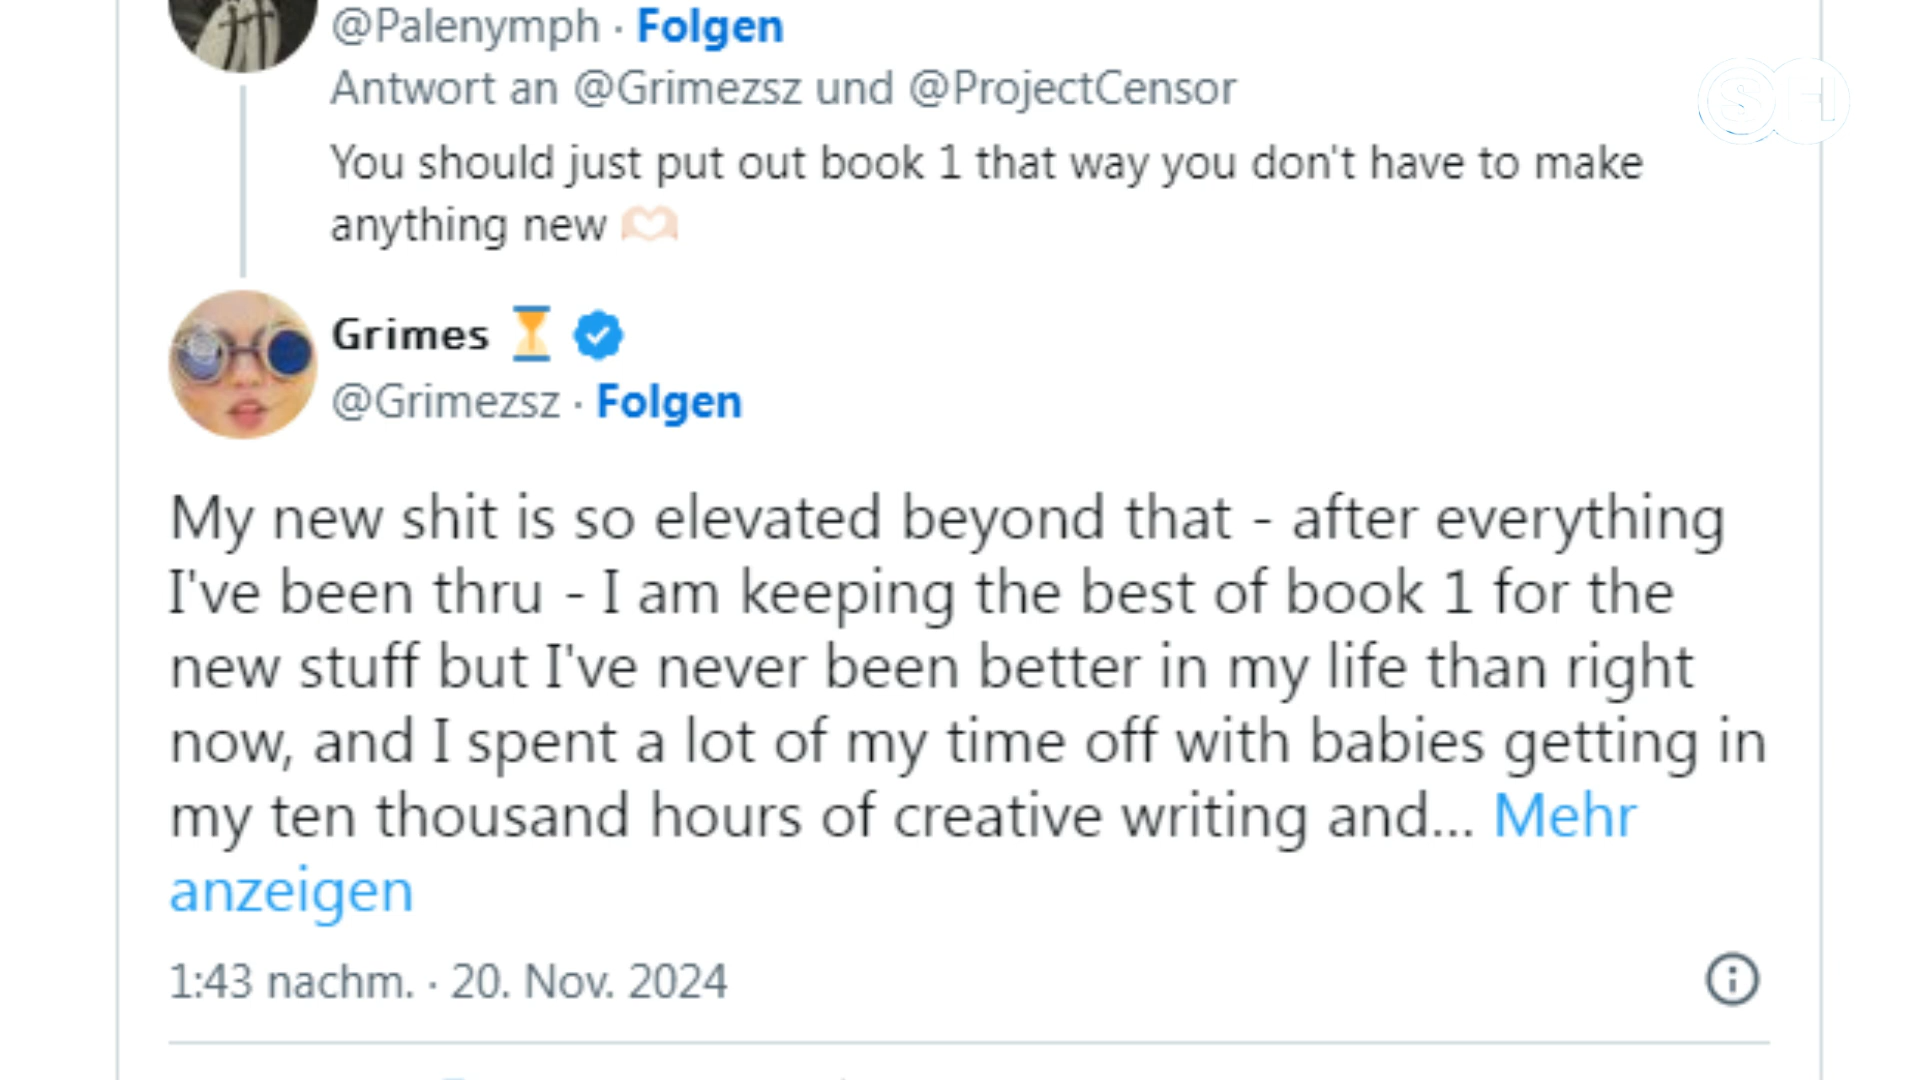 @Palenymph · Folgen
Antwort an @Grimezsz und @ProjectCensor
You should just put out book 1 that way you don't have to make
anything new 🫶🏻
Grimes ⏳
@Grimezsz · Folgen
My new shit is so elevated beyond that - after everything
I've been thru - I am keeping the best of book 1 for the
new stuff but I've never been better in my life than right
now, and I spent a lot of my time off with babies getting in
my ten thousand hours of creative writing and... Mehr
anzeigen
1:43 nachm. · 20. Nov. 2024